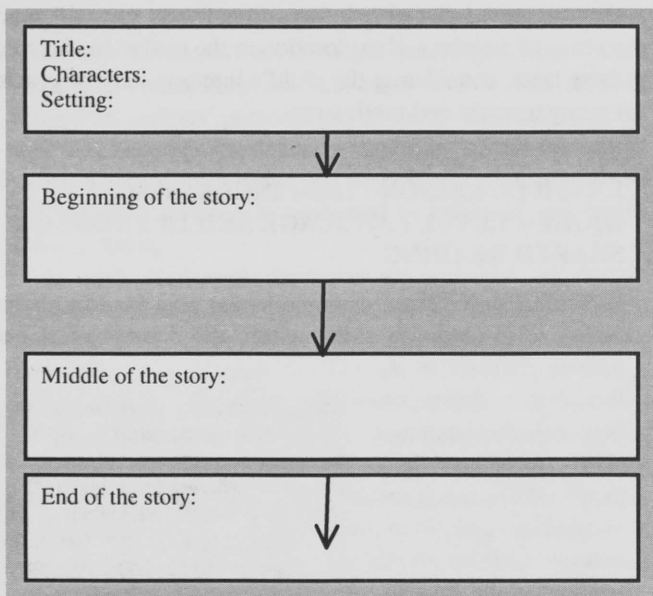 Title:
Characters:
Setting:
Beginning of the story:
Middle of the story:
End of the story: